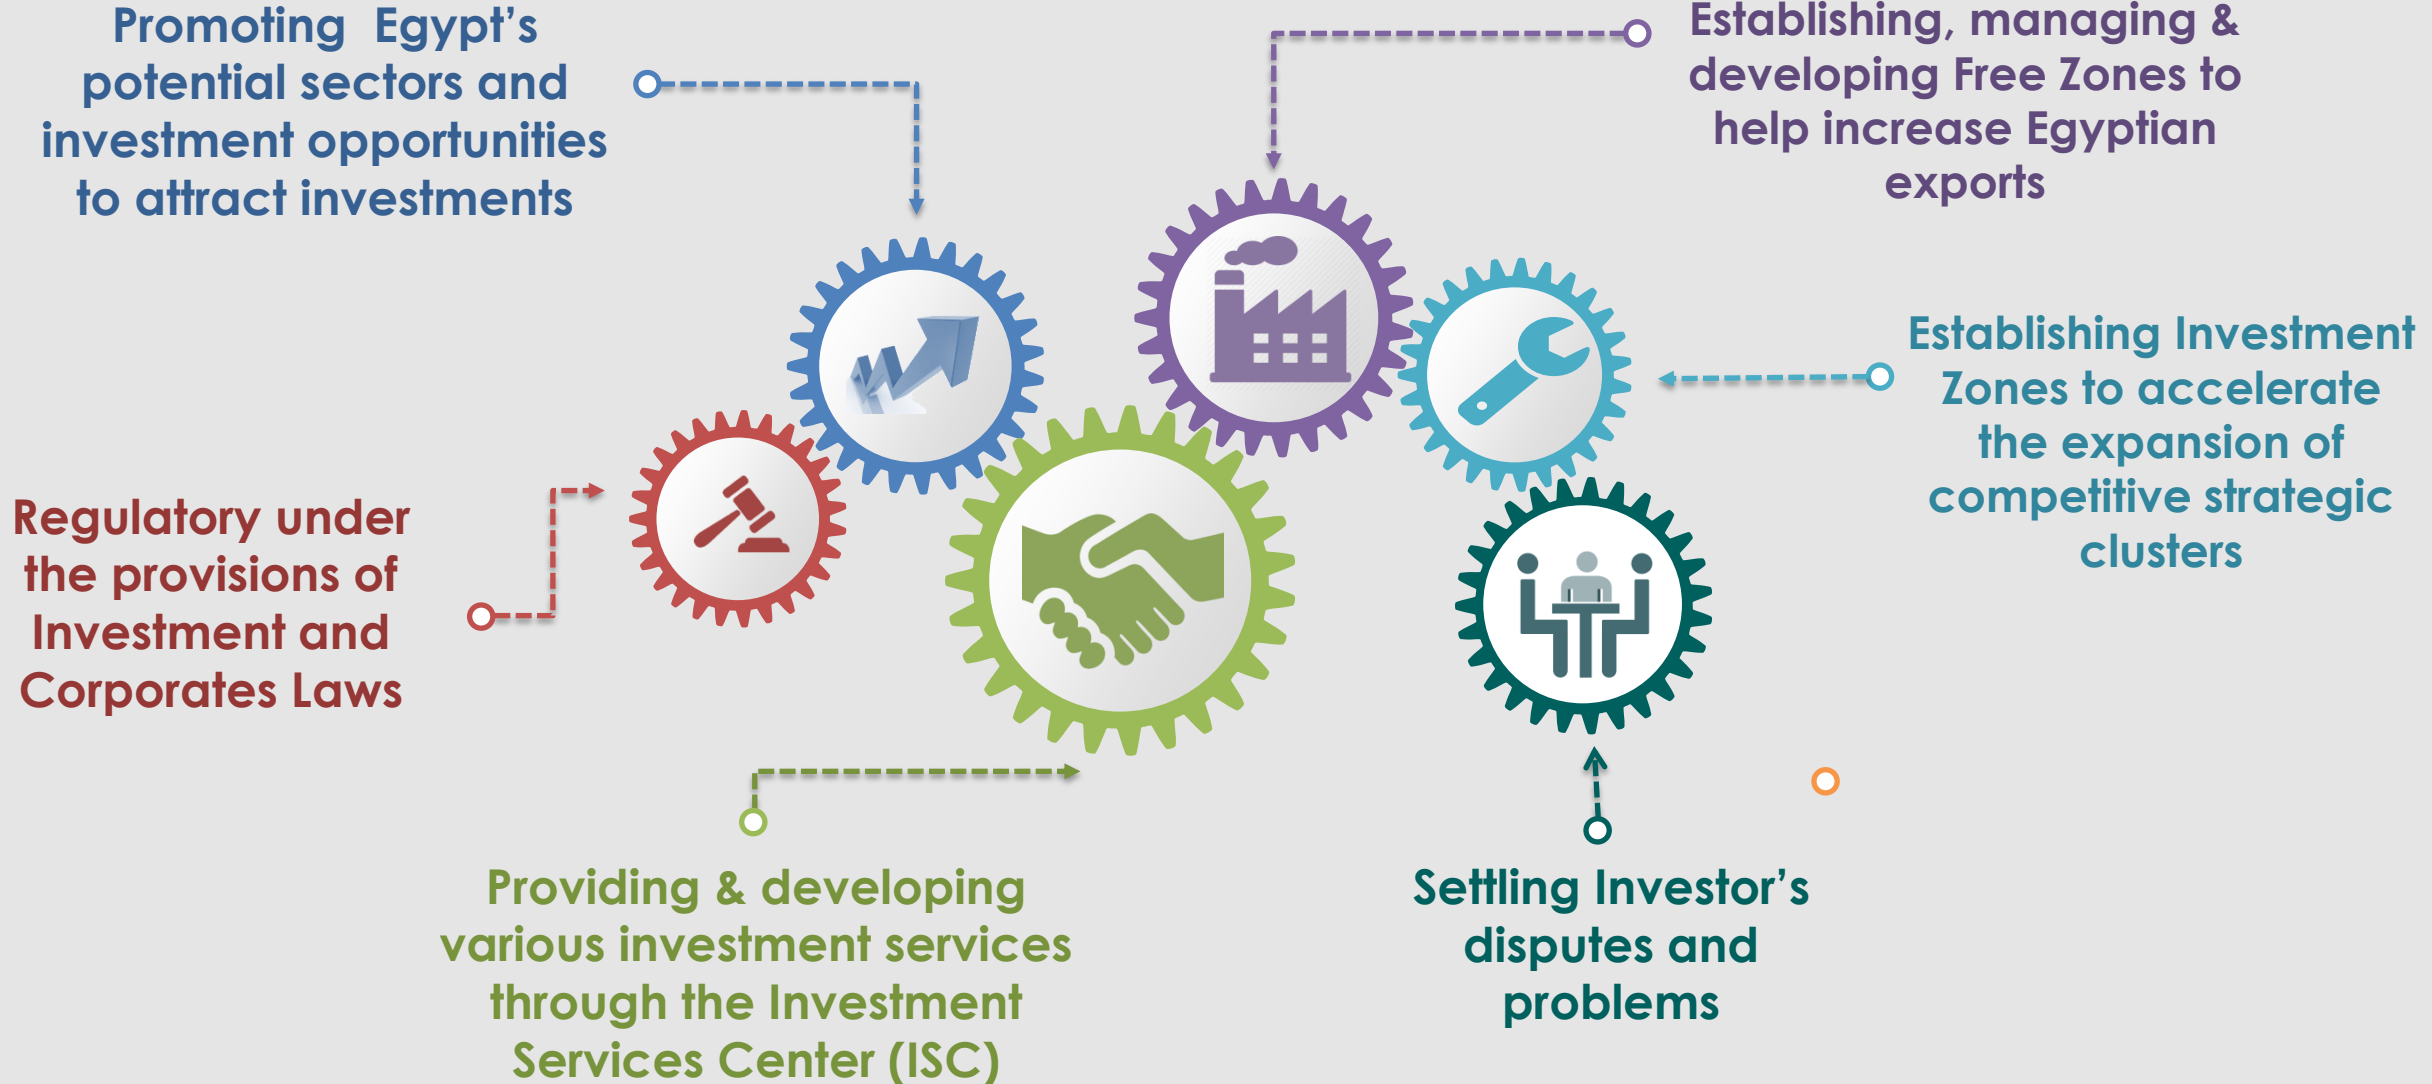 Promoting Egypt's
potential sectors and
investment opportunities
to attract investments
Establishing, managing &
developing Free Zones to
help increase Egyptian
exports
Establishing Investment
Zones to accelerate
the expansion of
competitive strategic
clusters
Regulatory under
the provisions of
Investment and
Corporates Laws
Providing & developing
various investment services
through the Investment
Services Center (ISC)
Settling Investor's
disputes and
problems